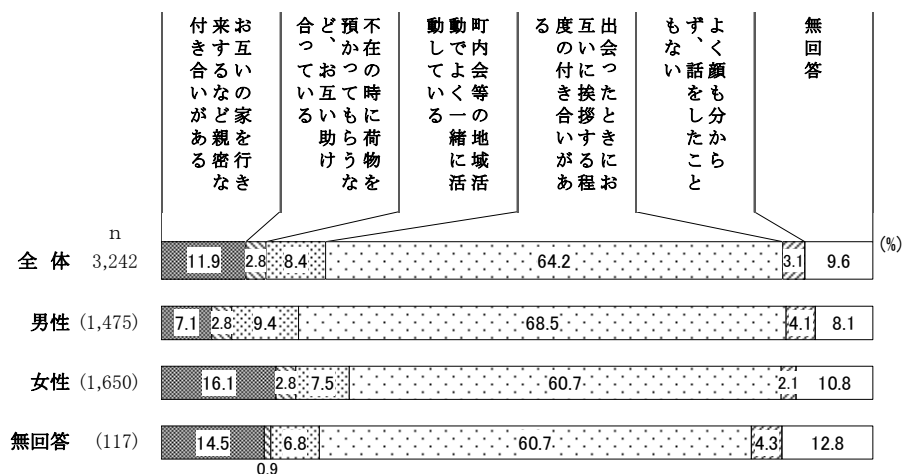 お互いの家を行き
来するなど親密な
付き合いがある
不在の時に荷物を
預かってもらうな
ど、お互い助け
合っている
町内会等の地域活
動でよく一緒に活
動している
出会ったときにお
互いに挨拶する程
度の付き合いがあ
る
よく顔も分から
ず、話をしたこと
もない
無回答
n
(%)
全体 3,242 11.9 2.8 8.4 64.2 3.1 9.6
男性 (1,475) 7.1 2.8 9.4 68.5 4.1 8.1
女性 (1,650) 16.1 2.8 7.5 60.7 2.1 10.8
無回答 (117) 14.5 6.8 60.7 4.3 12.8
0.9